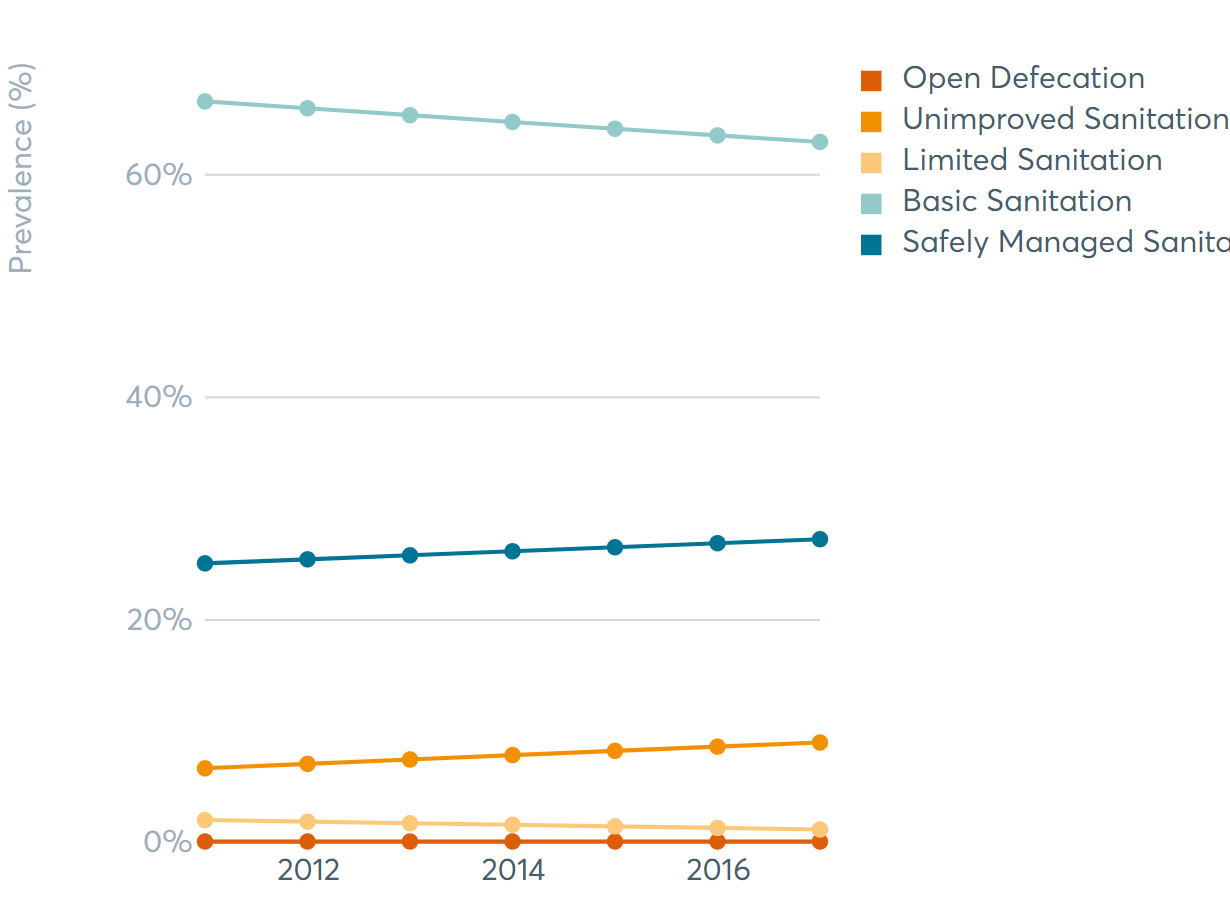 Prevalence (%)
60%
40%
20%
0%
2012
2014
2016
Open Defecation
Unimproved Sanitation
Limited Sanitation
Basic Sanitation
Safely Managed Sanita